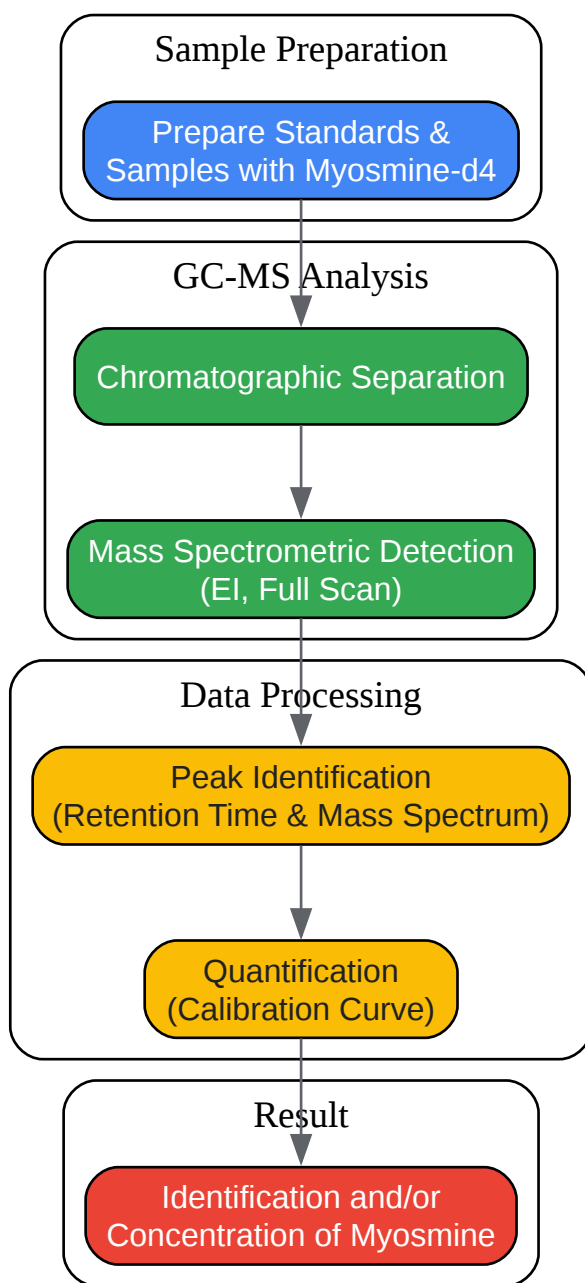 Sample Preparation
Prepare Standards &
Samples with Myosmine-d4
GC-MS Analysis
Chromatographic Separation
Mass Spectrometric Detection
(EI, Full Scan)
Data Processing
Peak Identification
(Retention Time & Mass Spectrum)
Quantification
(Calibration Curve)
Result
Identification and/or
Concentration of Myosmine